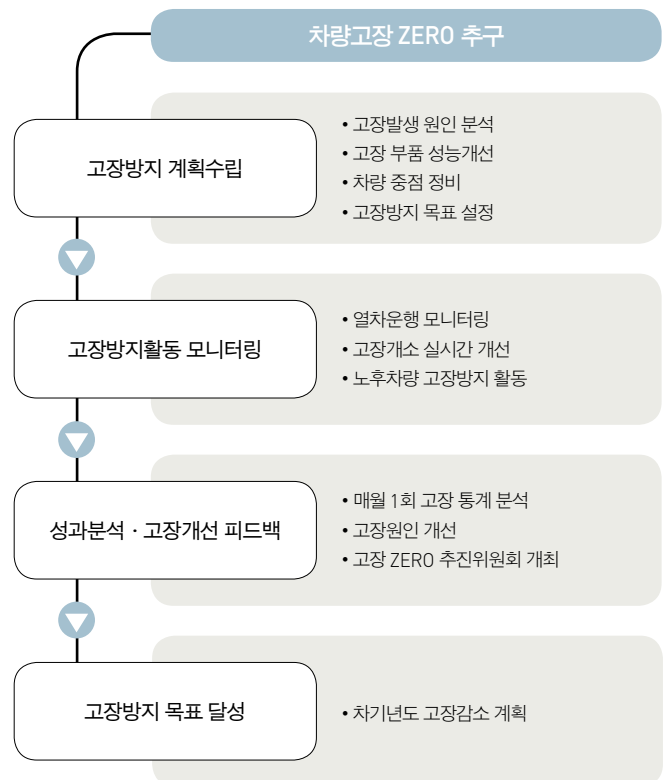 차량고장 ZERO 추구
고장방지 계획수립
• 고장발생 원인 분석
• 고장 부품 성능개선
• 차량 중점 정비
• 고장방지 목표 설정
고장방지활동 모니터링
• 열차운행 모니터링
• 고장개소 실시간 개선
• 노후차량 고장방지 활동
성과분석 · 고장개선 피드백
• 매월 1회 고장 통계 분석
• 고장원인 개선
• 고장 ZERO 추진위원회 개최
고장방지 목표 달성
• 차기년도 고장감소 계획